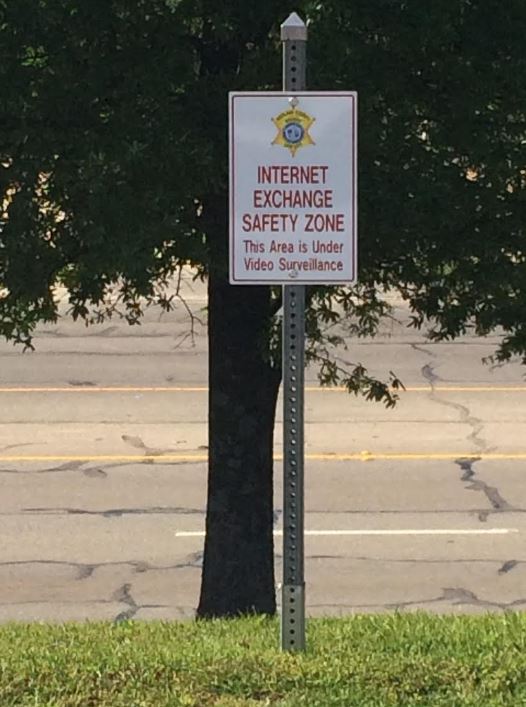 INTERNET
EXCHANGE
SAFETY ZONE
This Area is Under
Video Surveillance